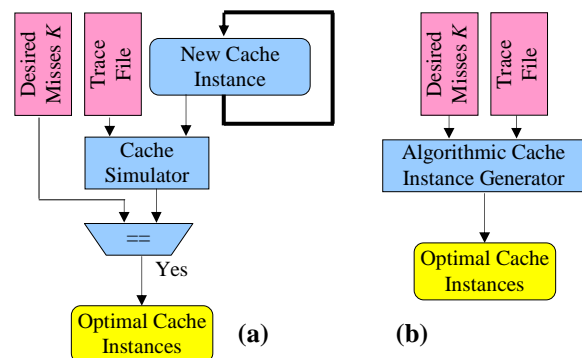 Desired
Misses K
Trace
File
New Cache
Instance
Cache
Simulator
==
Yes
Optimal Cache
Instances
(a)
Desired
Misses K
Trace
File
Algorithmic Cache
Instance Generator
Optimal Cache
Instances
(b)